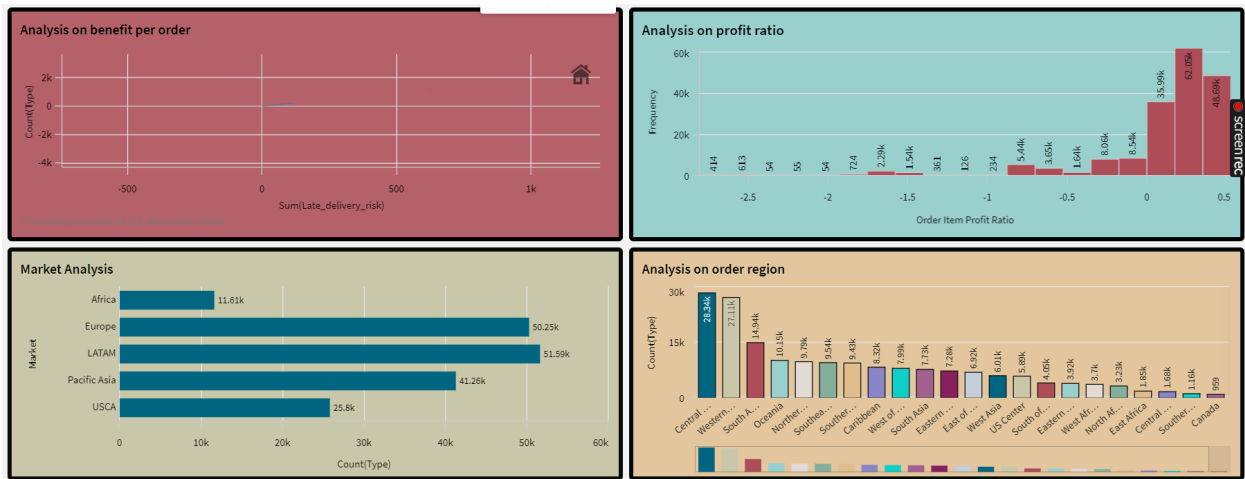 Analysis on benefit per order
2k
0
-2k
-4k
Count(Type)
-500
0
500
1k
Sum(Late_delivery_risk)
Analysis on profit ratio
60k
40k
20k
0
Frequency
414
613
54
55
54
724
2.29k
1.54k
361
126
234
5.44k
3.65k
1.64k
8.06k
8.54k
35.99k
62.05k
48.69k
-2.5
-2
-1.5
-1
-0.5
0
0.5
Order Item Profit Ratio
screenrec
Market Analysis
Market
Africa
11.61k
Europe
50.25k
LATAM
51.59k
Pacific Asia
41.26k
USCA
25.8k
0
10k
20k
30k
40k
50k
60k
Count(Type)
Analysis on order region
30k
15k
0
Count(Type)
28.34k
27.11k
14.94k
10.15k
9.79k
9.54k
9.43k
8.32k
7.99k
7.73k
7.28k
6.92k
6.01k
5.89k
4.05k
3.92k
3.7k
3.23k
1.85k
1.68k
1.16k
959
Central ...
Western...
South A...
Oceania
Norther...
Southea...
Souther...
Caribbean
West of ...
South Asia
Eastern ...
East of ...
West Asia
US Center
South of...
Eastern ...
West Afr...
North Af...
East Africa
Central ...
Souther...
Canada